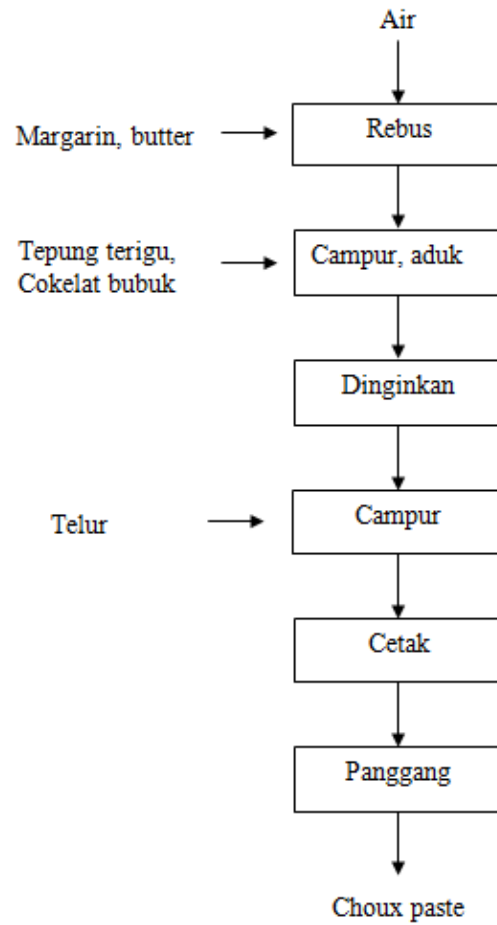 Air
Margarin, butter
Rebus
Tepung terigu,
Cokelat bubuk
Campur, aduk
Dinginkan
Telur
Campur
Cetak
Panggang
Choux paste